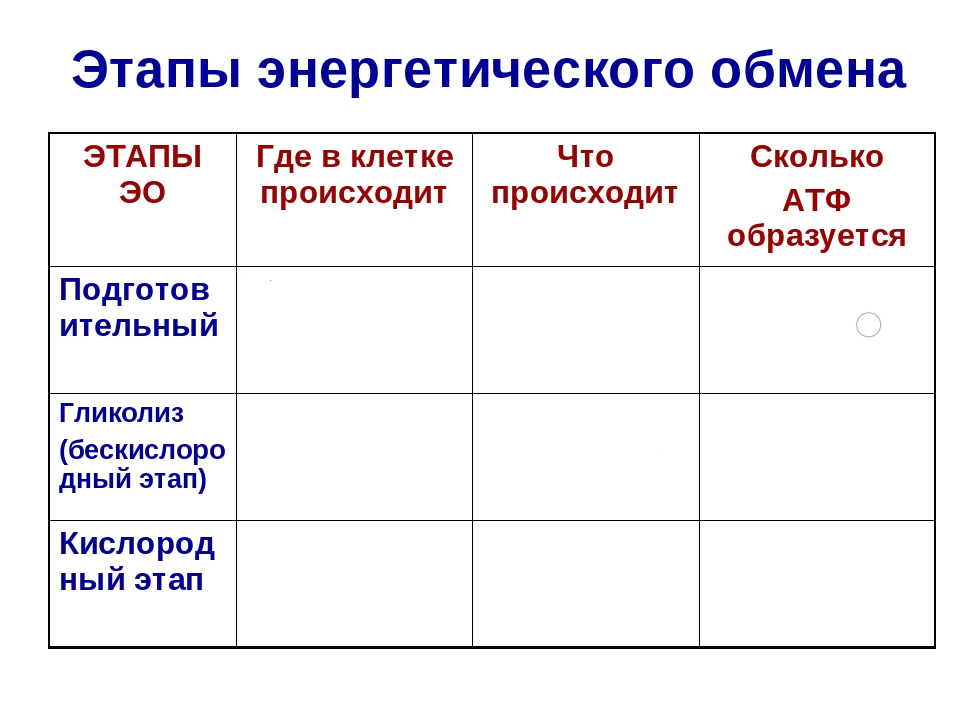 Этапы энергетического обмена
ЭТАПЫ
ЭО
Где в клетке
происходит
Что
происходит
Сколько
АТФ
образуется
Подготов
ительный
Гликолиз
(бескислоро
дный этап)
Кислород
ный этап